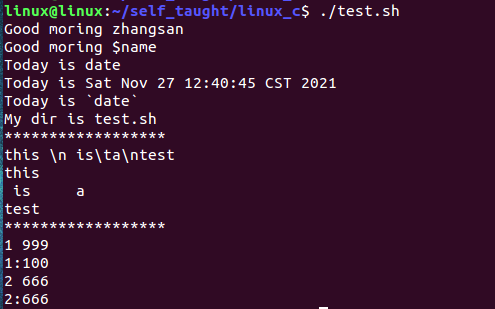 linux@linux:~/self_taught/linux_c$ ./test.sh
Good moring zhangsan
Good moring $name
Today is date
Today is Sat Nov 27 12:40:45 CST 2021
Today is `date`
My dir is test.sh
******************
this \n is\ta\ntest
this
 is     a
test
******************
1 999
1:100
2 666
2:666